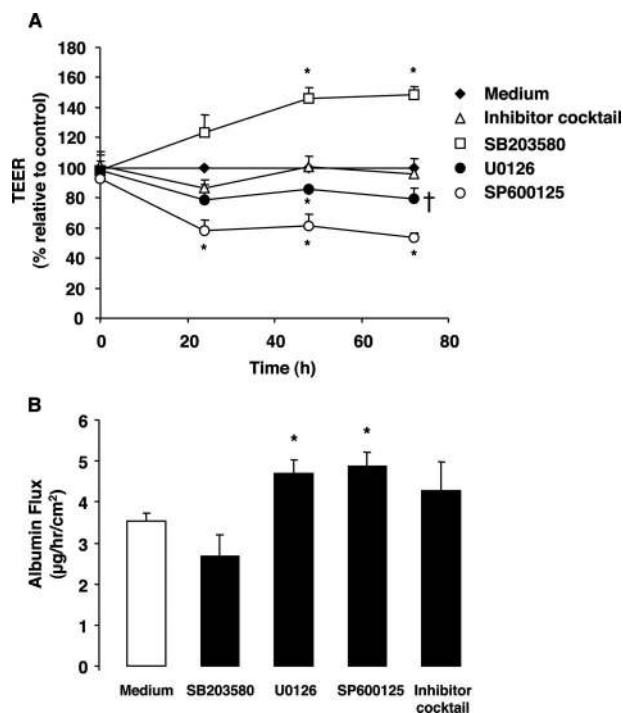 A
180
160
140
120
100
80
60
40
20
0
TEER
(% relative to control)
* *
*
†
* * *
0 20 40 60 80
Time (h)
Medium
Inhibitor cocktail
SB203580
U0126
SP600125
B
6
5
4
3
2
1
0
Albumin Flux
(µg/hr/cm²)
* *
Medium SB203580 U0126 SP600125 Inhibitor
cocktail